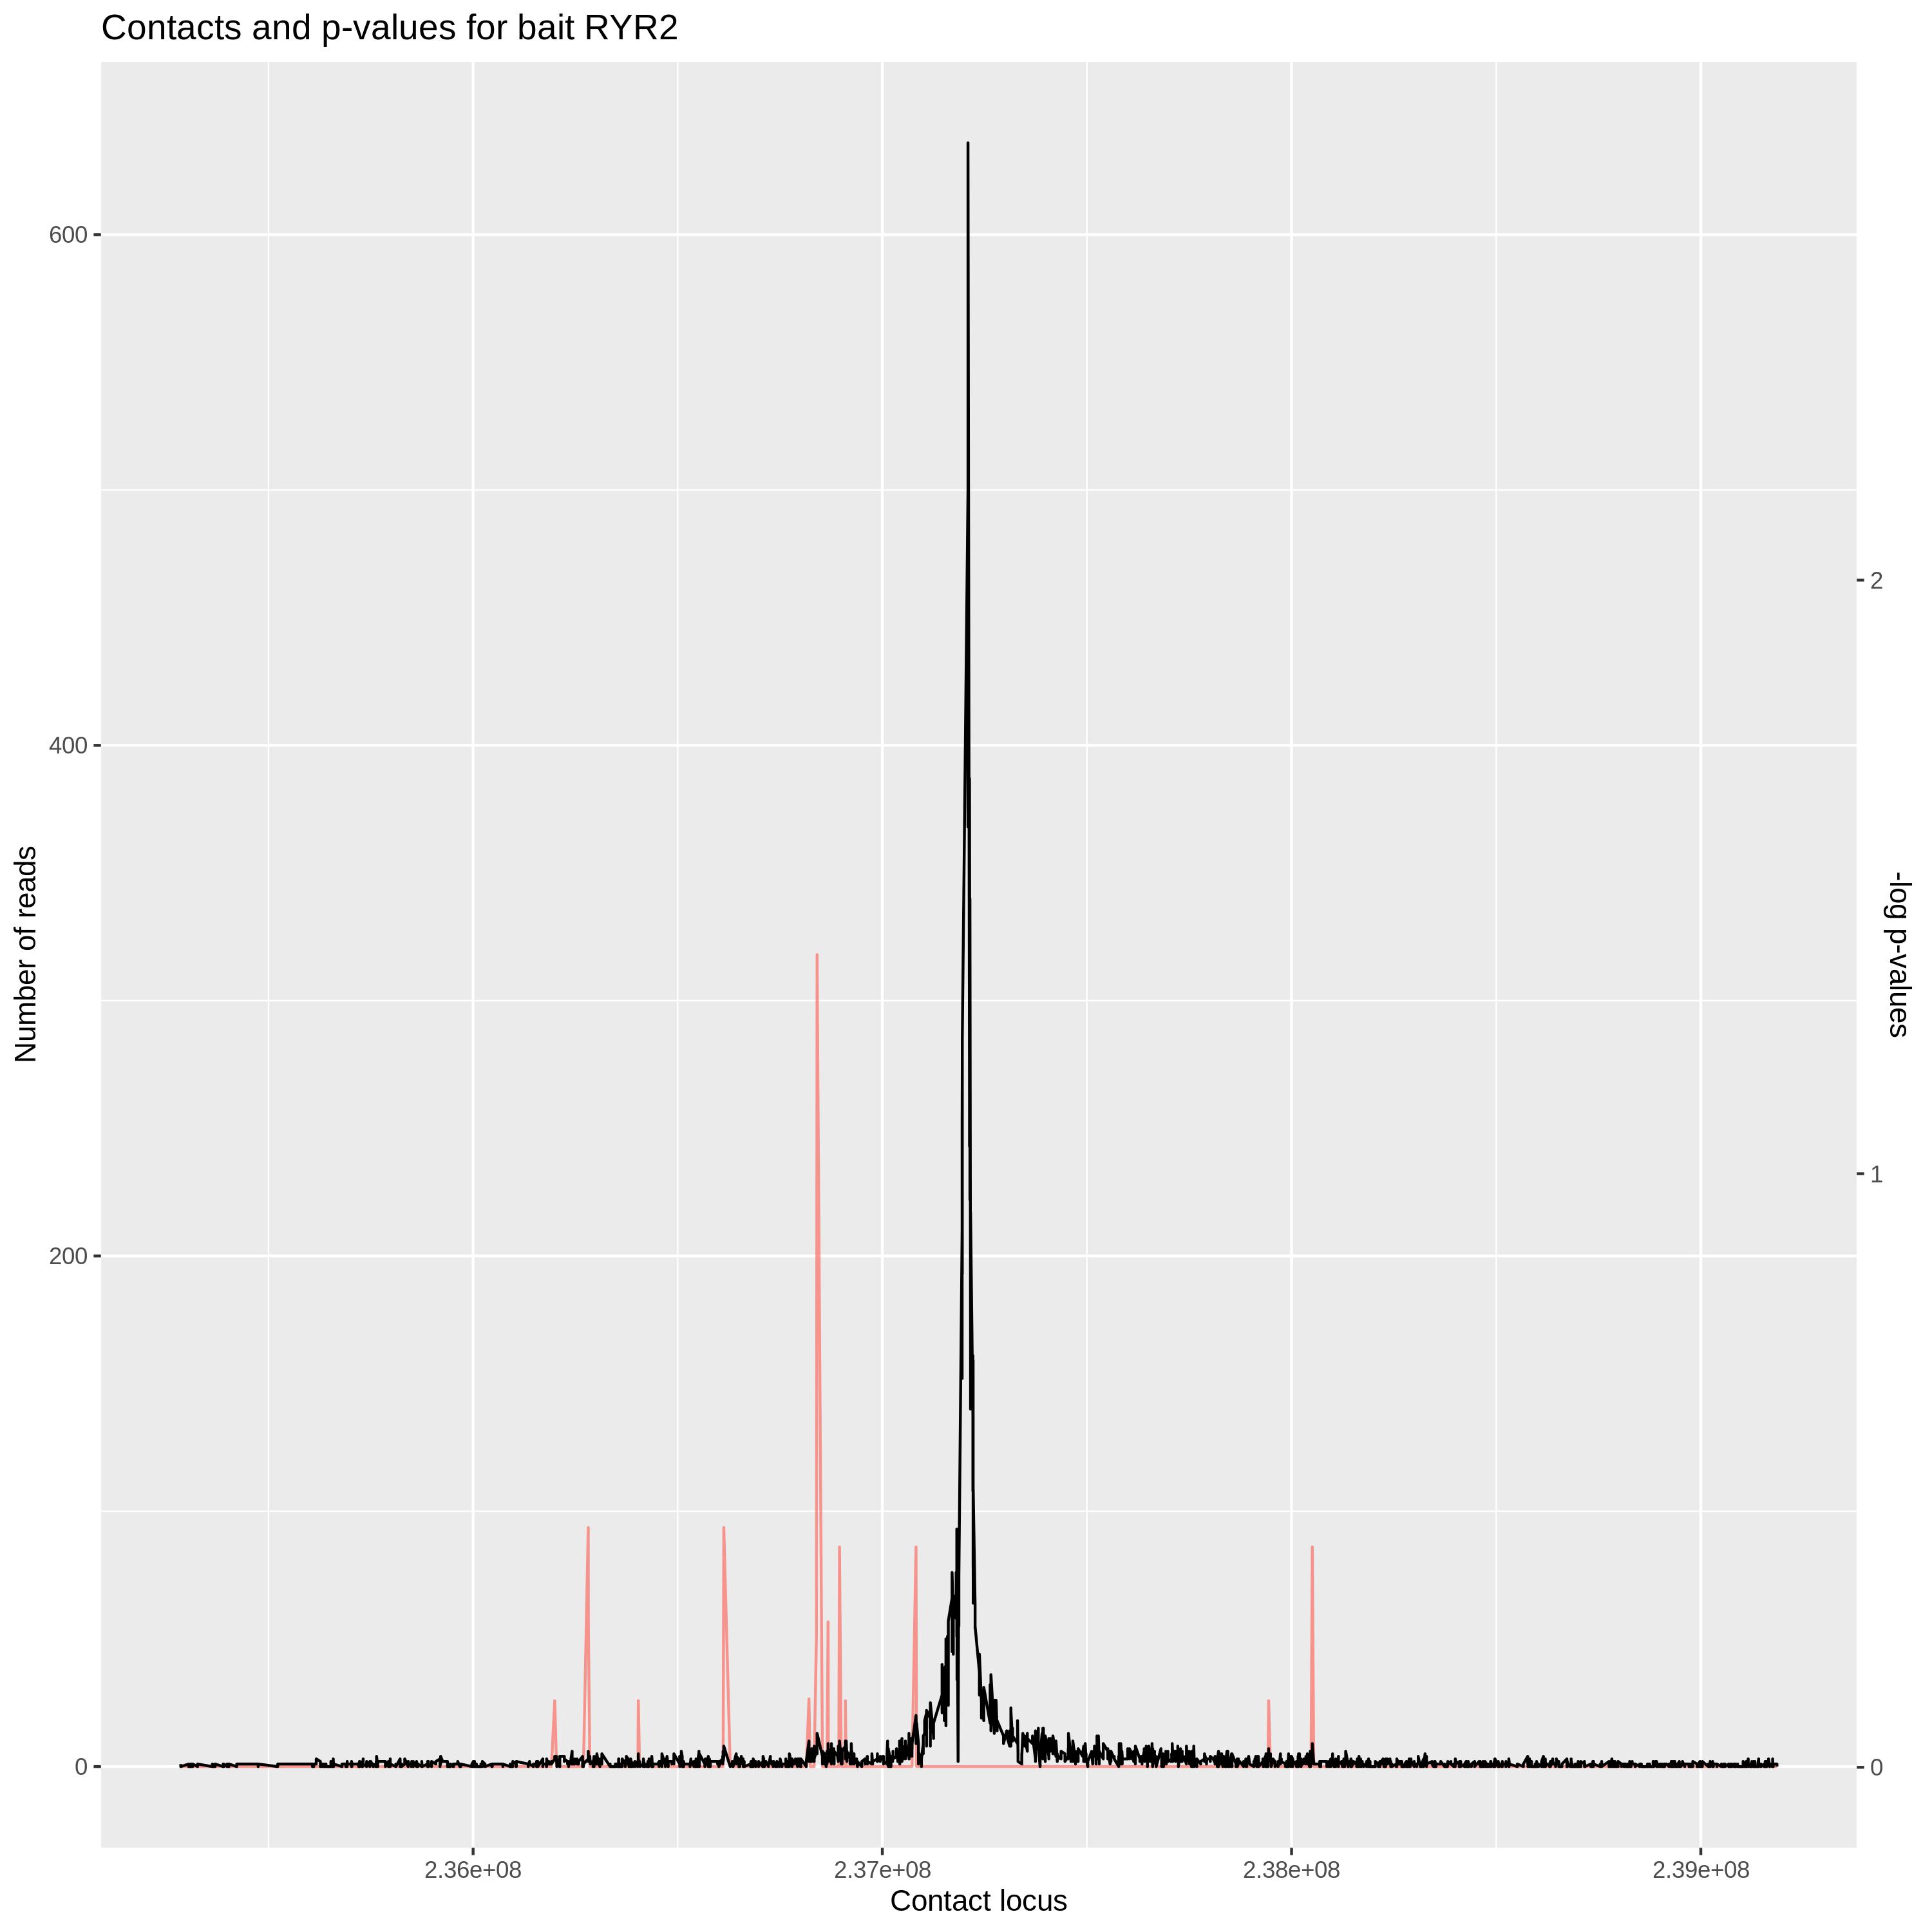 Contacts and p-values for bait RYR2
600
400
200
0
Number of reads
2
1
0
-log p-values
2.36e+08
2.37e+08
2.38e+08
2.39e+08
Contact locus